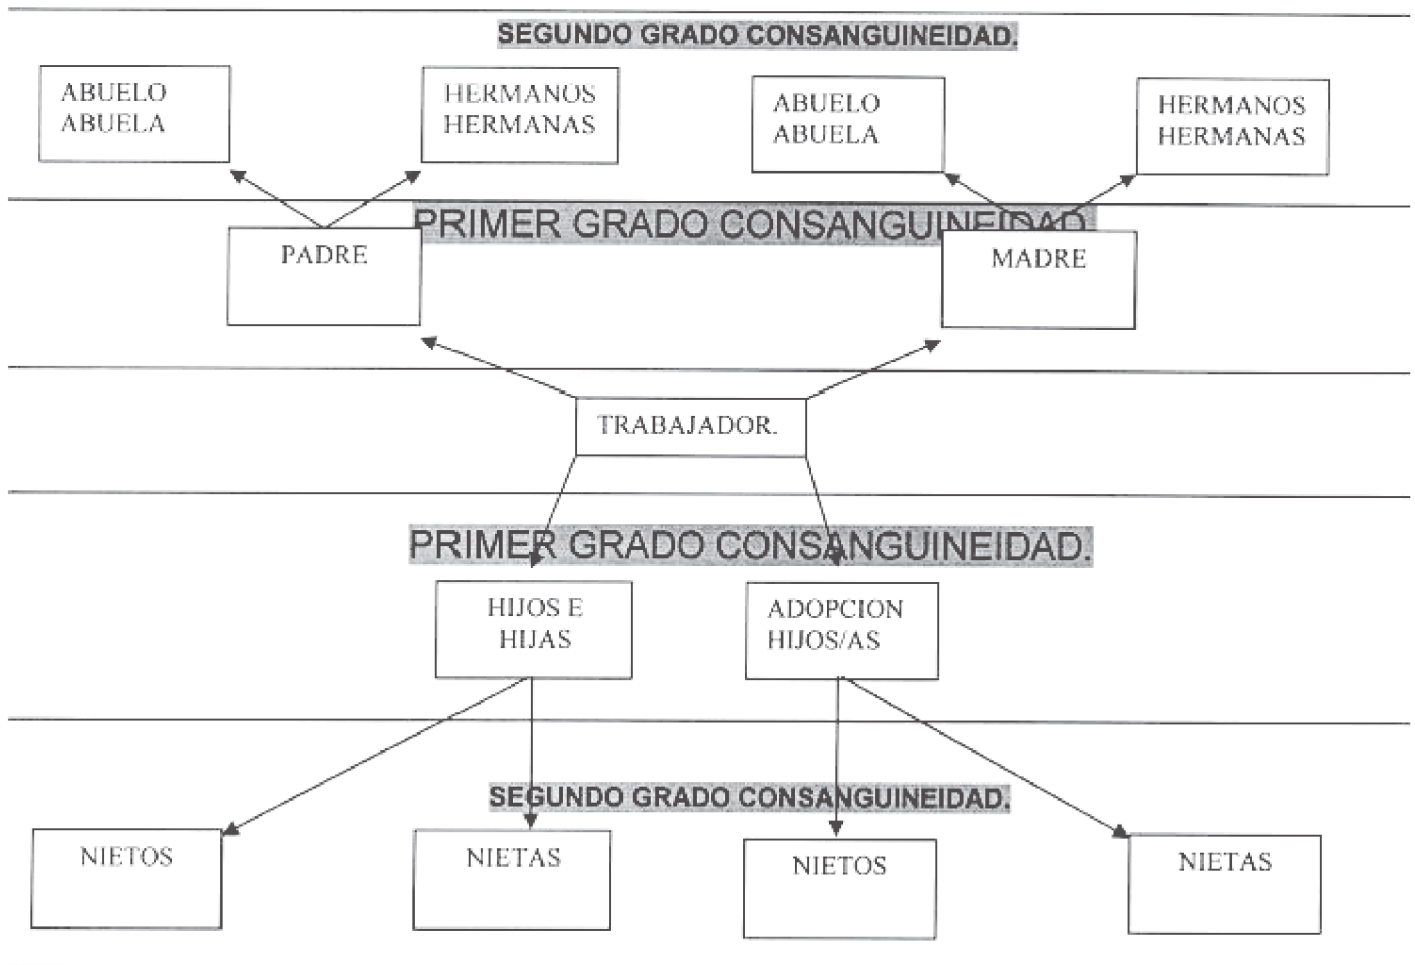 SEGUNDO GRADO CONSANGUINEIDAD.
ABUELO
ABUELA
HERMANOS
HERMANAS
ABUELO
ABUELA
HERMANOS
HERMANAS
PRIMER GRADO CONSANGUINEIDAD.
PADRE
MADRE
TRABAJADOR.
PRIMER GRADO CONSANGUINEIDAD.
HIJOS E
HIJAS
ADOPCION
HIJOS/AS
SEGUNDO GRADO CONSANGUINEIDAD.
NIETOS
NIETAS
NIETOS
NIETAS